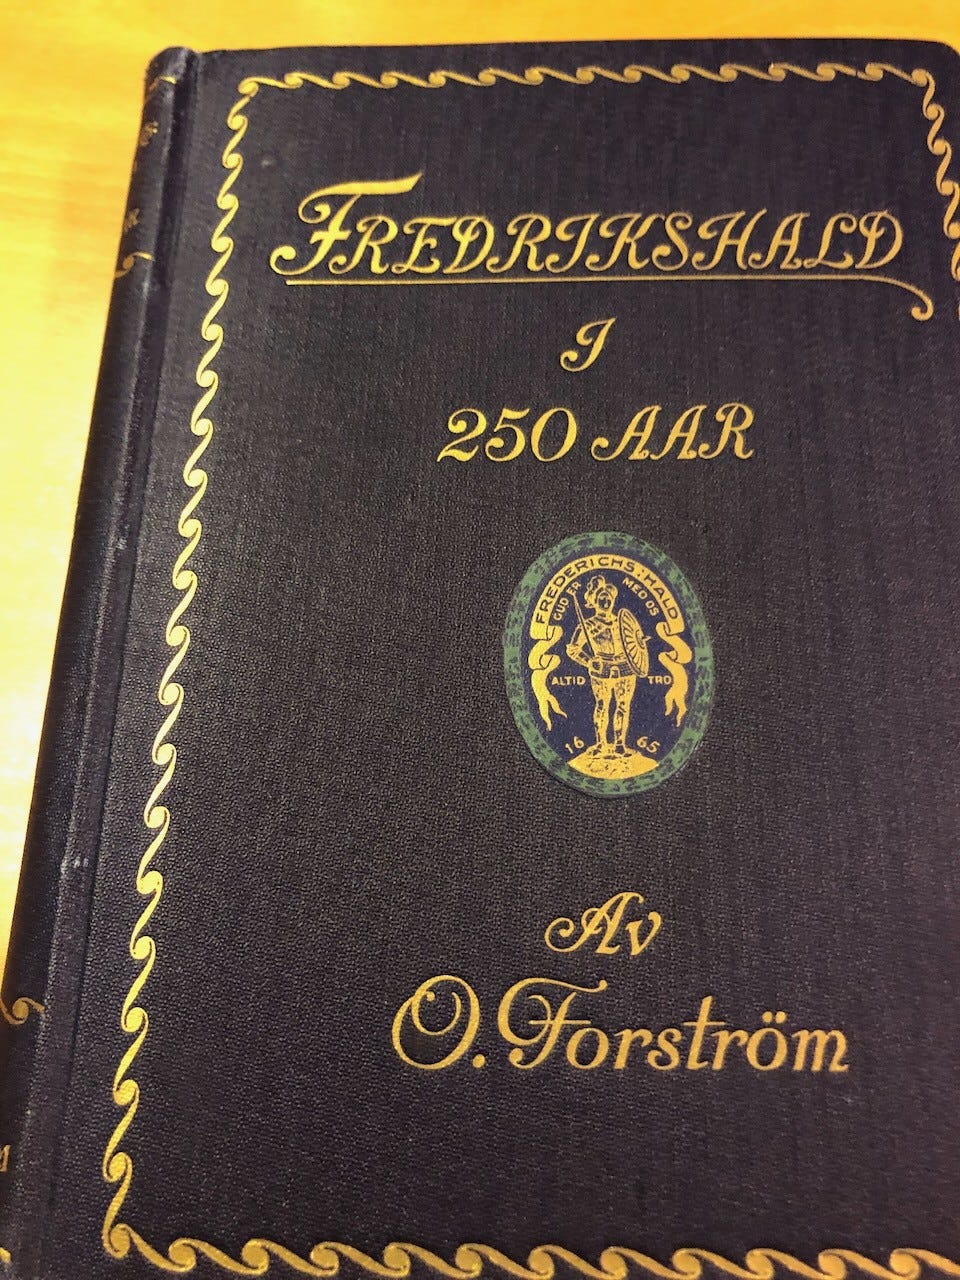 FREDRIKSHALD
I
250 AAR
FREDERICHS:HALD
GUD ER MED OS
ALTID TRO
16 65
Av
O. Forström